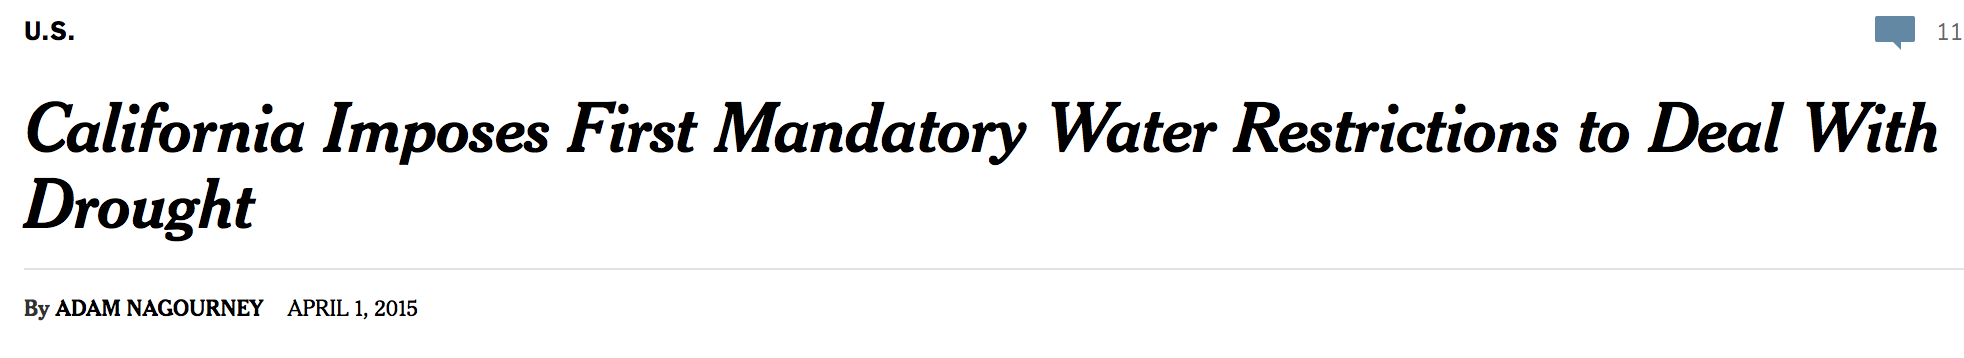 U.S.
11
California Imposes First Mandatory Water Restrictions to Deal With
Drought
By ADAM NAGOURNEY APRIL 1, 2015